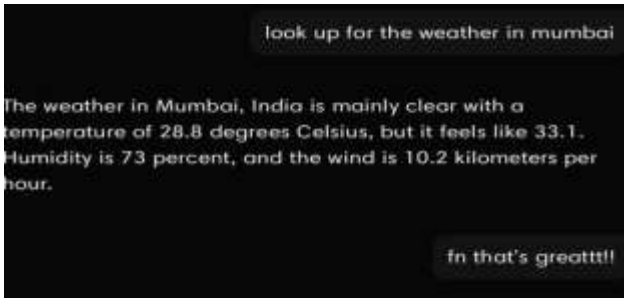 look up for the weather in mumbai
The weather in Mumbai, India is mainly clear with a
temperature of 28.8 degrees Celsius, but it feels like 33.1.
Humidity is 73 percent, and the wind is 10.2 kilometers per
hour.
fn that's greattt!!